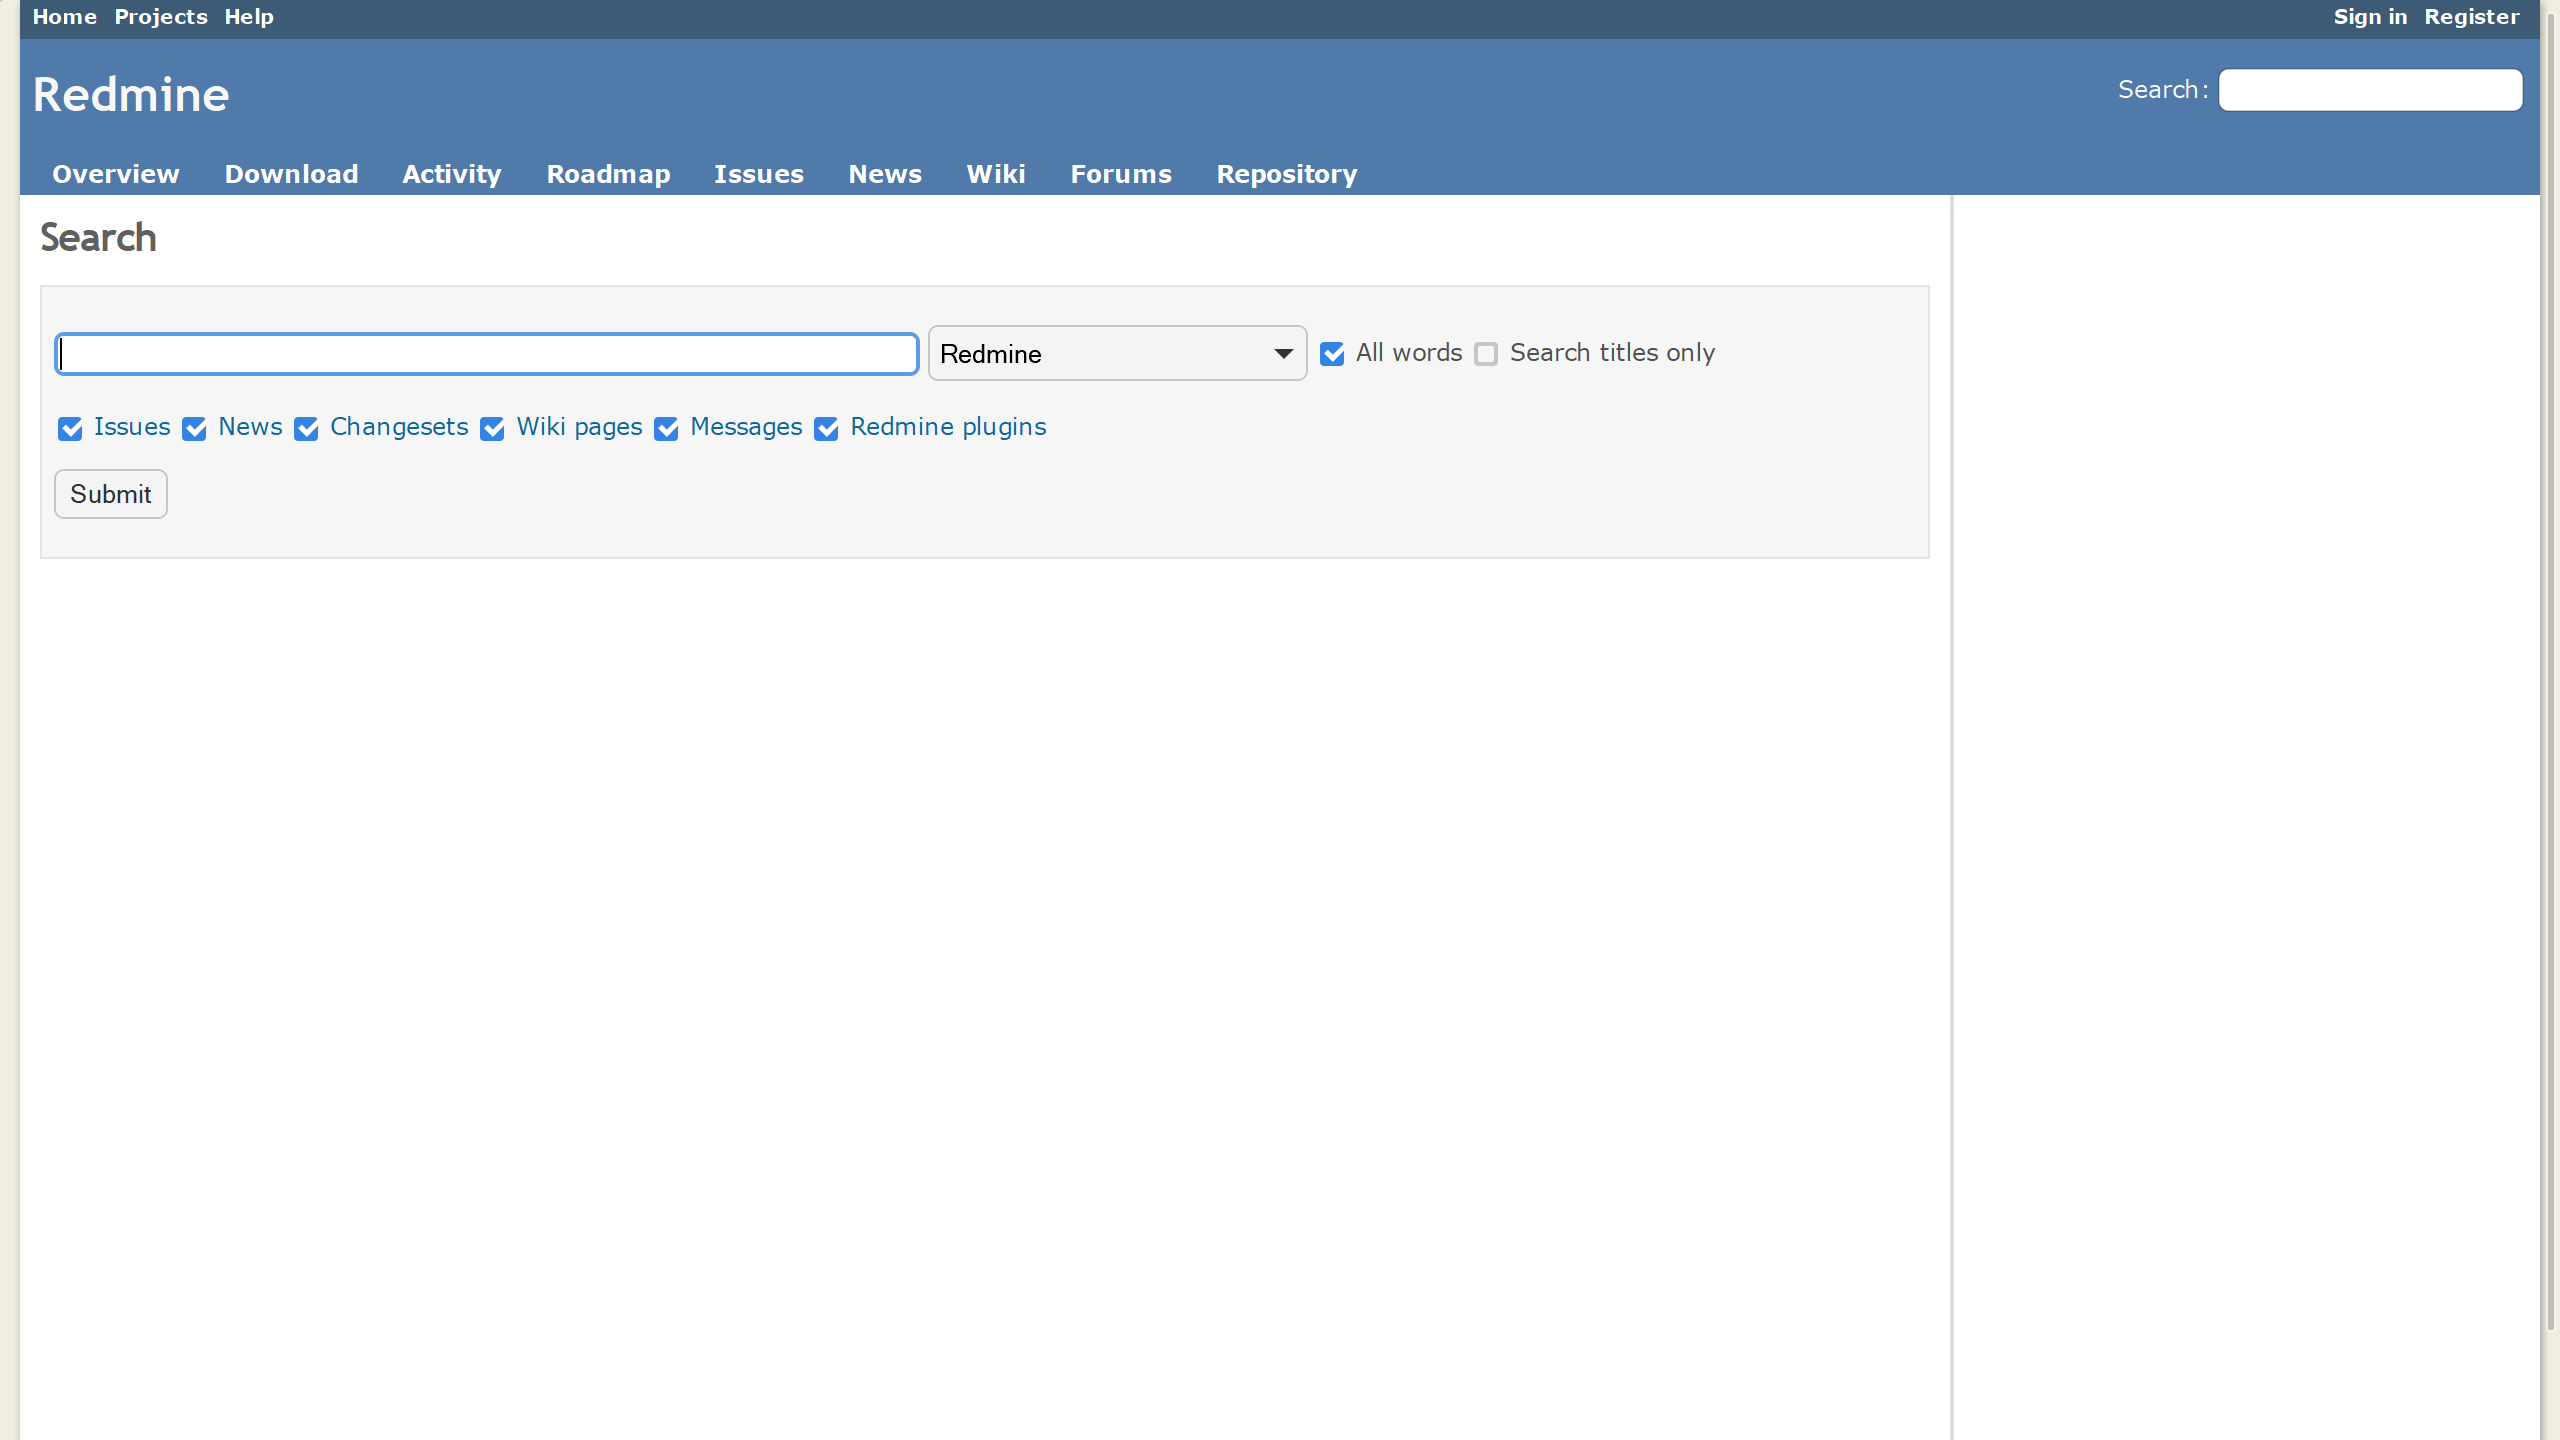 Home Projects Help Sign in Register
Redmine Search:
Overview Download Activity Roadmap Issues News Wiki Forums Repository
Search
Redmine All words Search titles only
Issues News Changesets Wiki pages Messages Redmine plugins
Submit